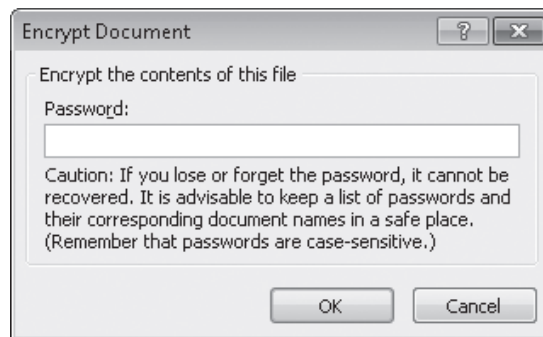 Encrypt Document
Encrypt the contents of this file
Password:
Caution: If you lose or forget the password, it cannot be
recovered. It is advisable to keep a list of passwords and
their corresponding document names in a safe place.
(Remember that passwords are case-sensitive.)
OK Cancel